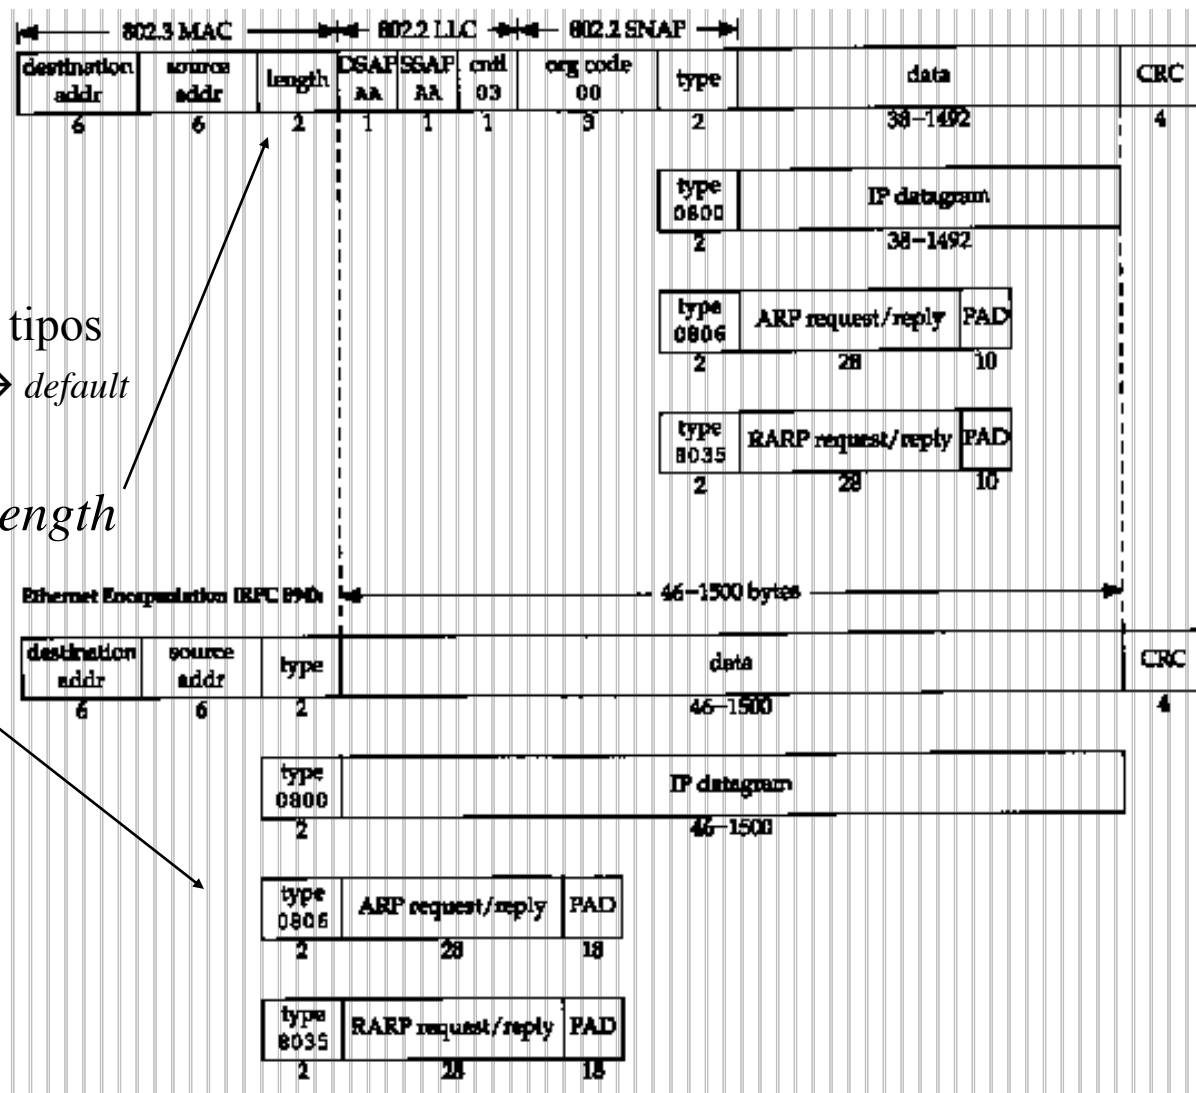 802.3 MAC 802.2 LLC 802.2 SNAP
destination addr source addr length DSAP AA SSAP AA cntl 03 org code 00 type data CRC
6 6 2 1 1 1 3 2 38-1492 4
type 0800 IP datagram
2 38-1492
tipos
type 0806 ARP request/reply PAD
2 28 10
default
type 8035 RARP request/reply PAD
2 28 10
ength
Ethernet Encapsulation (RFC 894): 46-1500 bytes
destination addr source addr type data CRC
6 6 2 46-1500 4
type 0800 IP datagram
2 46-1500
type 0806 ARP request/reply PAD
2 28 18
type 8035 RARP request/reply PAD
2 28 18